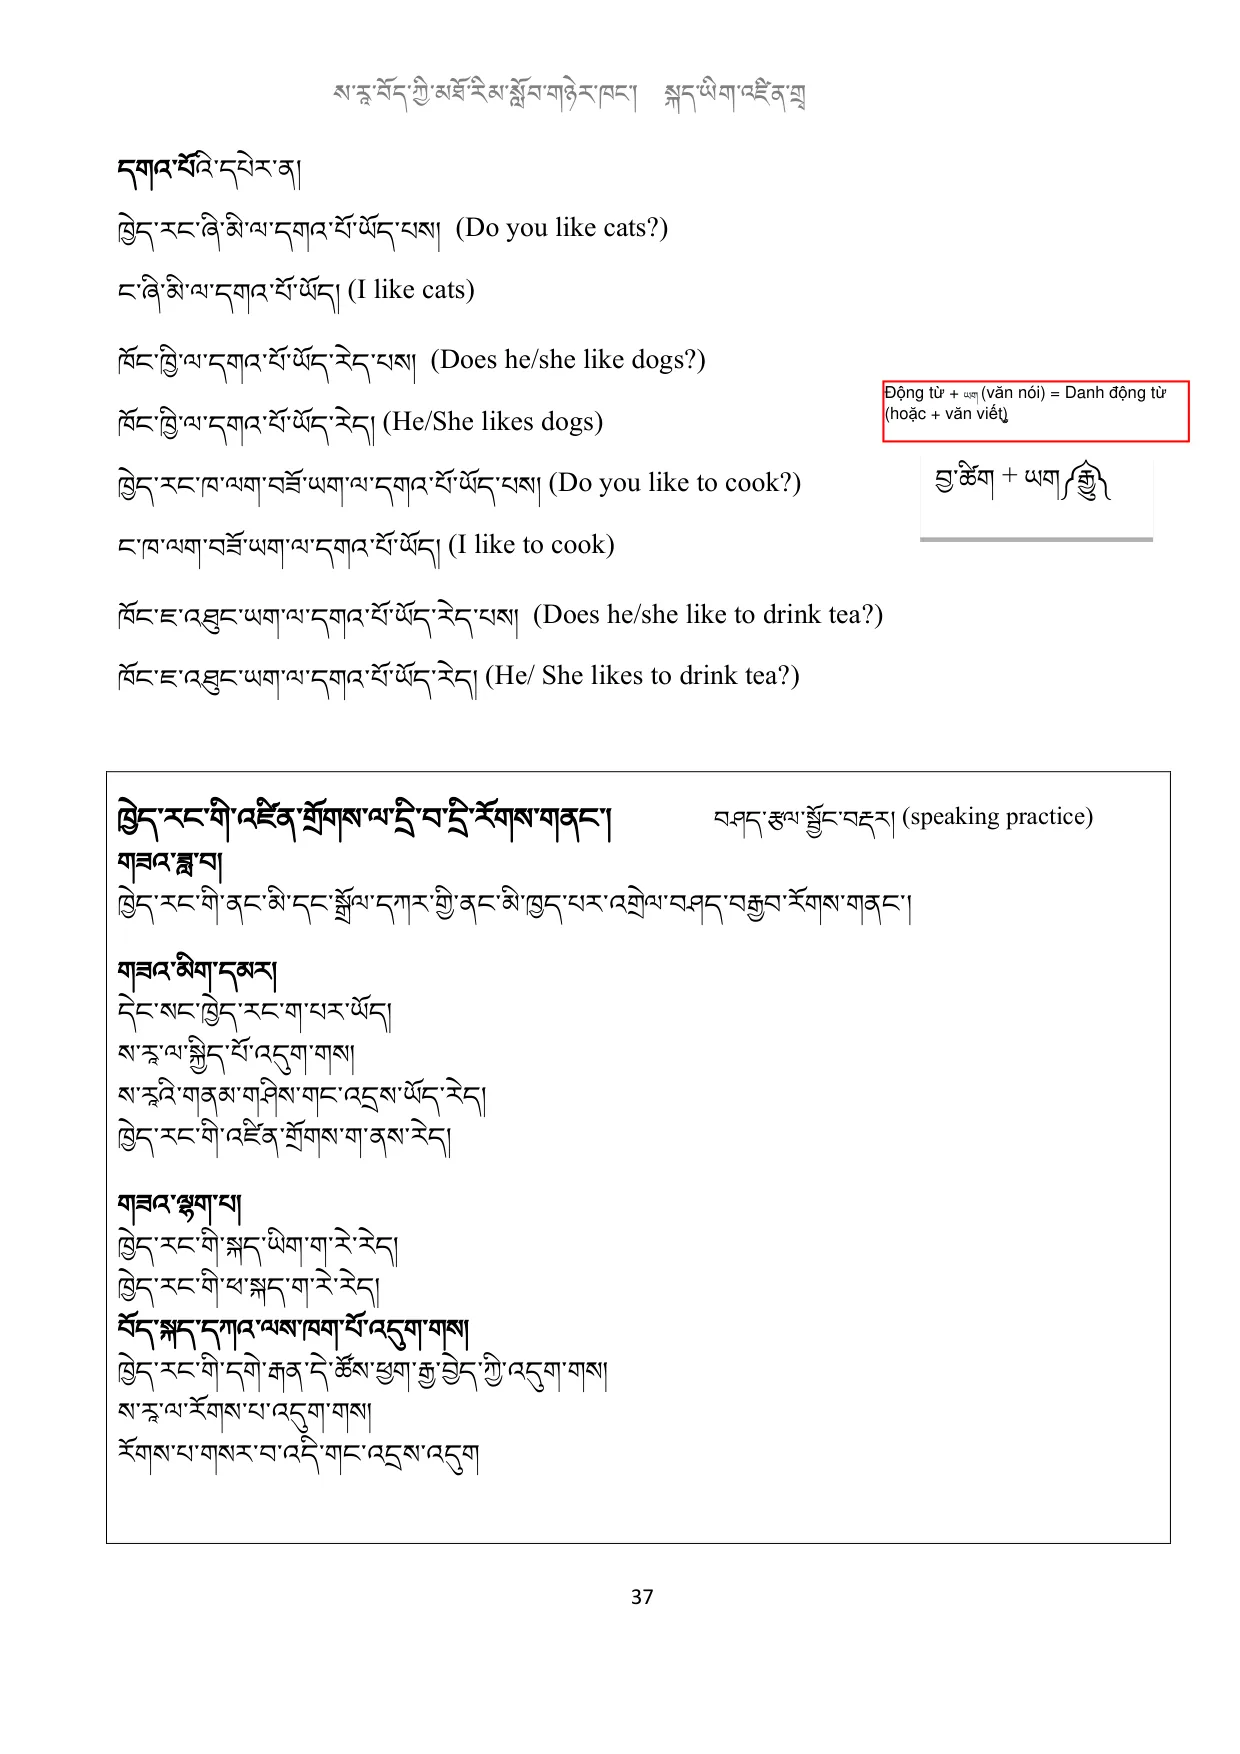 ས་རཱ་བོད་ཀྱི་མཐོ་རིམ་སློབ་གཉེར་ཁང་། སྐད་ཡིག་འཛིན་གྲྭ
དགའ་པོའི་དཔེར་ན།
ཁྱེད་རང་ཞི་མི་ལ་དགའ་པོ་ཡོད་པས། (Do you like cats?)
ང་ཞི་མི་ལ་དགའ་པོ་ཡོད། (I like cats)
ཁོང་ཁྱི་ལ་དགའ་པོ་ཡོད་རེད་པས། (Does he/she like dogs?)
Động từ + ཡག (văn nói) = Danh động từ
(hoặc + văn viết)
ཁོང་ཁྱི་ལ་དགའ་པོ་ཡོད་རེད། (He/She likes dogs)
ཁྱེད་རང་ཁ་ལག་བཟོ་ཡག་ལ་དགའ་པོ་ཡོད་པས། (Do you like to cook?)
བྱ་ཚིག + ཡག༼རྒྱུ༽
ང་ཁ་ལག་བཟོ་ཡག་ལ་དགའ་པོ་ཡོད། (I like to cook)
ཁོང་ཇ་འཐུང་ཡག་ལ་དགའ་པོ་ཡོད་རེད་པས། (Does he/she like to drink tea?)
ཁོང་ཇ་འཐུང་ཡག་ལ་དགའ་པོ་ཡོད་རེད། (He/ She likes to drink tea?)
ཁྱེད་རང་གི་འཛིན་གྲོགས་ལ་དྲི་བ་དྲི་རོགས་གནང་། བཤད་རྩལ་སྦྱོང་བརྡར། (speaking practice)
གཟའ་ཟླ་བ།
ཁྱེད་རང་གི་ནང་མི་དང་སྒྲོལ་དཀར་གྱི་ནང་མི་ཁྱད་པར་འགྲེལ་བཤད་བརྒྱབ་རོགས་གནང་།
གཟའ་མིག་དམར།
དེང་སང་ཁྱེད་རང་ག་པར་ཡོད།
ས་རཱ་ལ་སྐྱིད་པོ་འདུག་གས།
ས་རཱའི་གནམ་གཤིས་གང་འདྲས་ཡོད་རེད།
ཁྱེད་རང་གི་འཛིན་གྲོགས་ག་ནས་རེད།
གཟའ་ལྷག་པ།
ཁྱེད་རང་གི་སྐད་ཡིག་ག་རེ་རེད།
ཁྱེད་རང་གི་ཕ་སྐད་ག་རེ་རེད།
བོད་སྐད་དཀའ་ལས་ཁག་པོ་འདུག་གས།
ཁྱེད་རང་གི་དགེ་རྒན་དེ་ཚོས་ཕྱག་རྒྱ་བྱེད་ཀྱི་འདུག་གས།
ས་རཱ་ལ་རོགས་པ་འདུག་གས།
རོགས་པ་གསར་བ་འདི་གང་འདྲས་འདུག
37